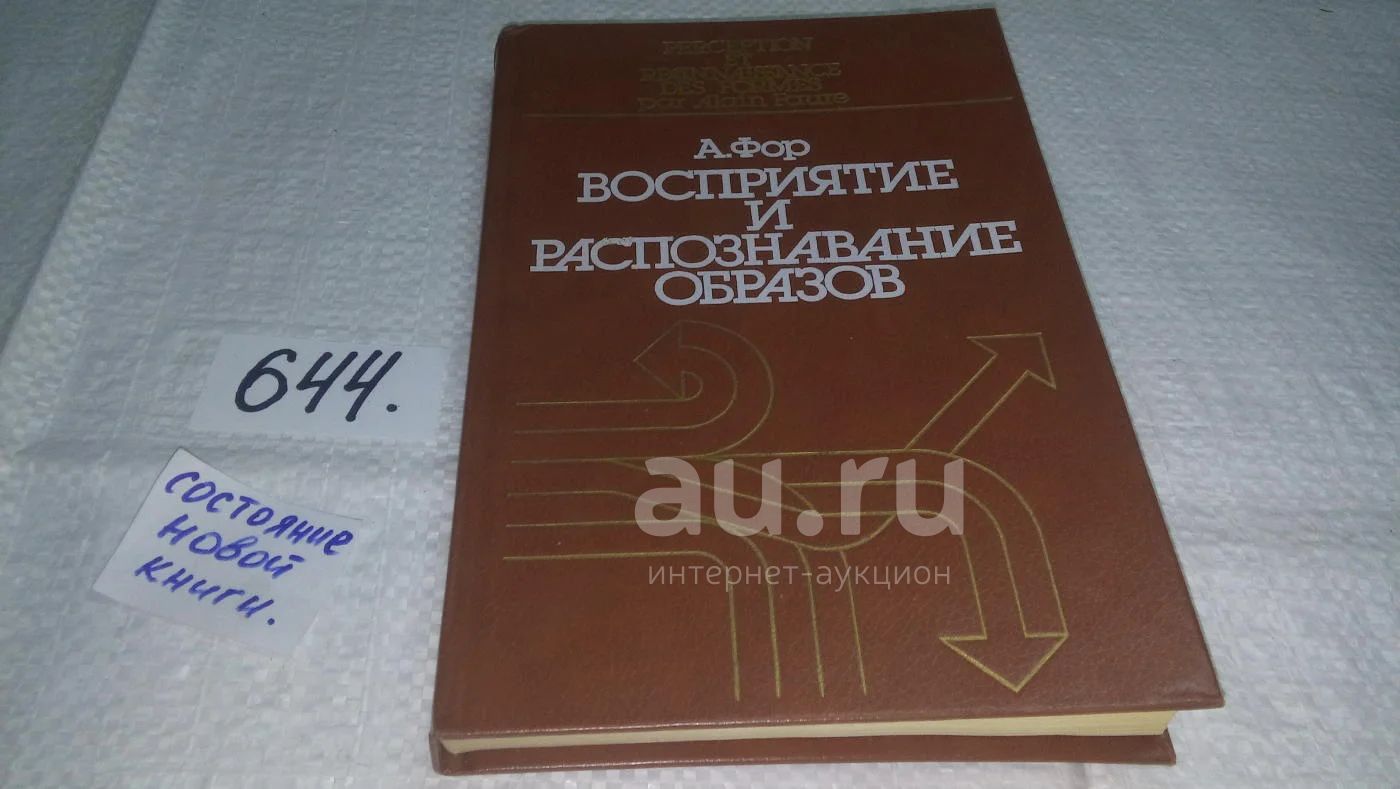 PERCEPTION
ET
RECONNAISSANCE
DES FORMES
par Alain Faure
А.Фор
ВОСПРИЯТИЕ
И
РАСПОЗНАВАНИЕ
ОБРАЗОВ
644.
состояние
новой
книги.
au.ru
интернет-аукцион